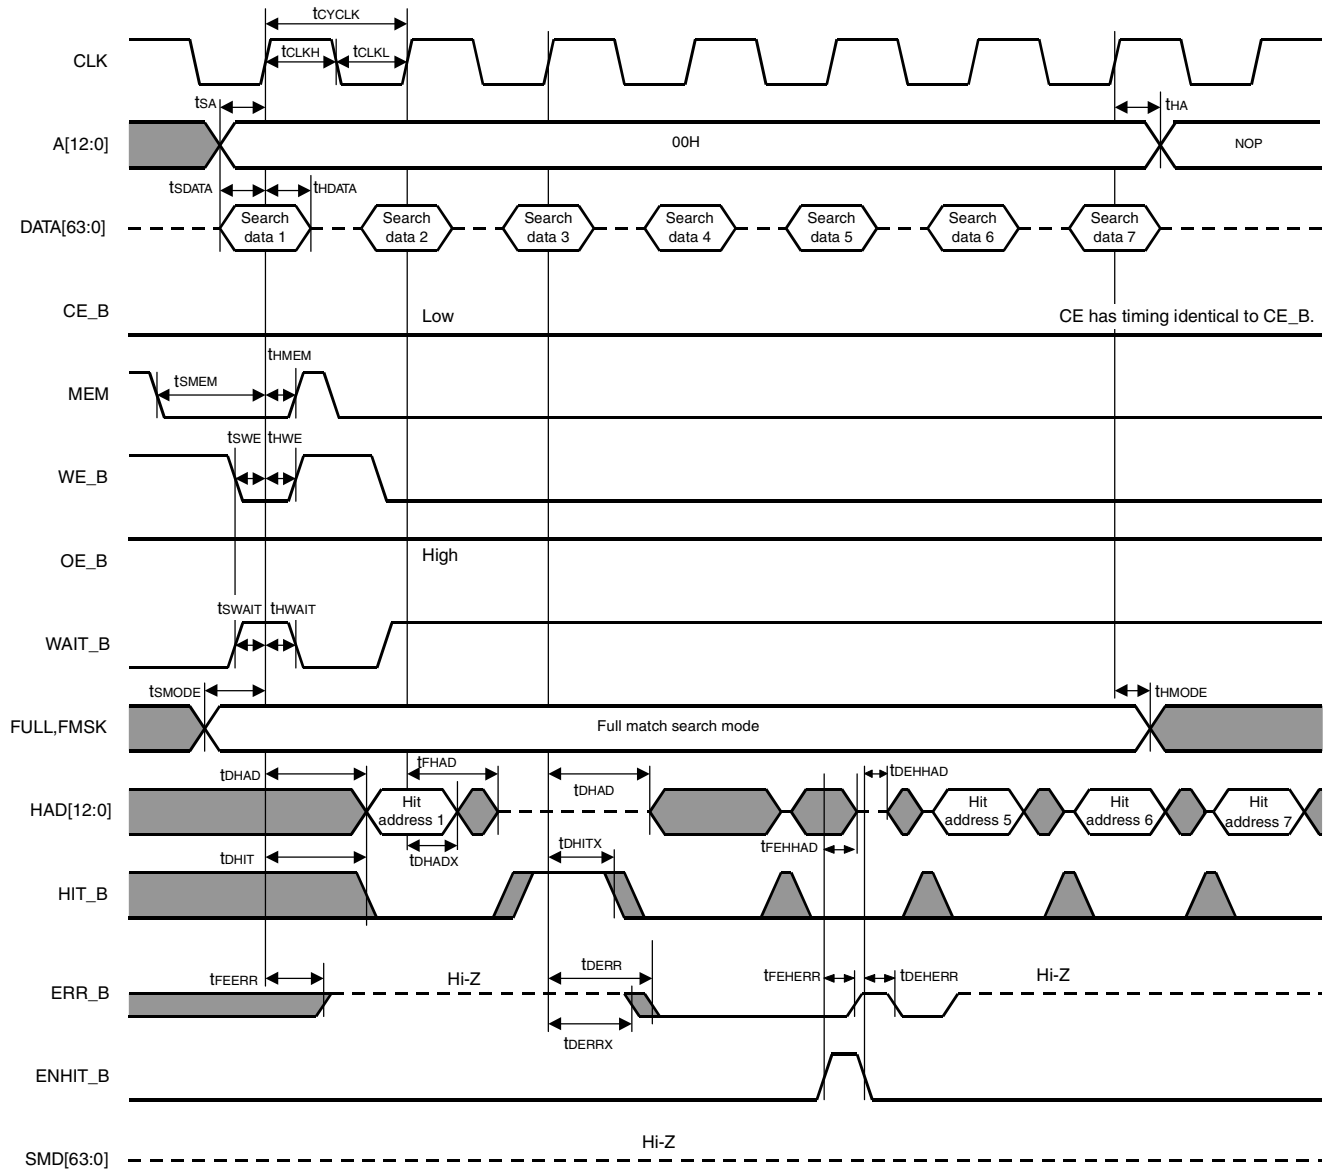 tCYCLK
CLK
tCLKH
tCLKL
tSA
tHA
A[12:0]
00H
NOP
tSDATA
tHDATA
DATA[63:0]
Search
data 1
Search
data 2
Search
data 3
Search
data 4
Search
data 5
Search
data 6
Search
data 7
CE_B
Low
CE has timing identical to CE_B.
tHMEM
MEM
tSMEM
tSWE
tHWE
WE_B
OE_B
High
tSWAIT
tHWAIT
WAIT_B
tSMODE
tHMODE
FULL,FMSK
Full match search mode
tDHAD
tFHAD
tDHAD
tDEHHAD
HAD[12:0]
Hit
address 1
Hit
address 5
Hit
address 6
Hit
address 7
tDHIT
tDHADX
tDHITX
tFEHHAD
HIT_B
tFEERR
Hi-Z
tDERR
tFEHERR
tDEHERR
Hi-Z
ERR_B
tDERRX
ENHIT_B
Hi-Z
SMD[63:0]